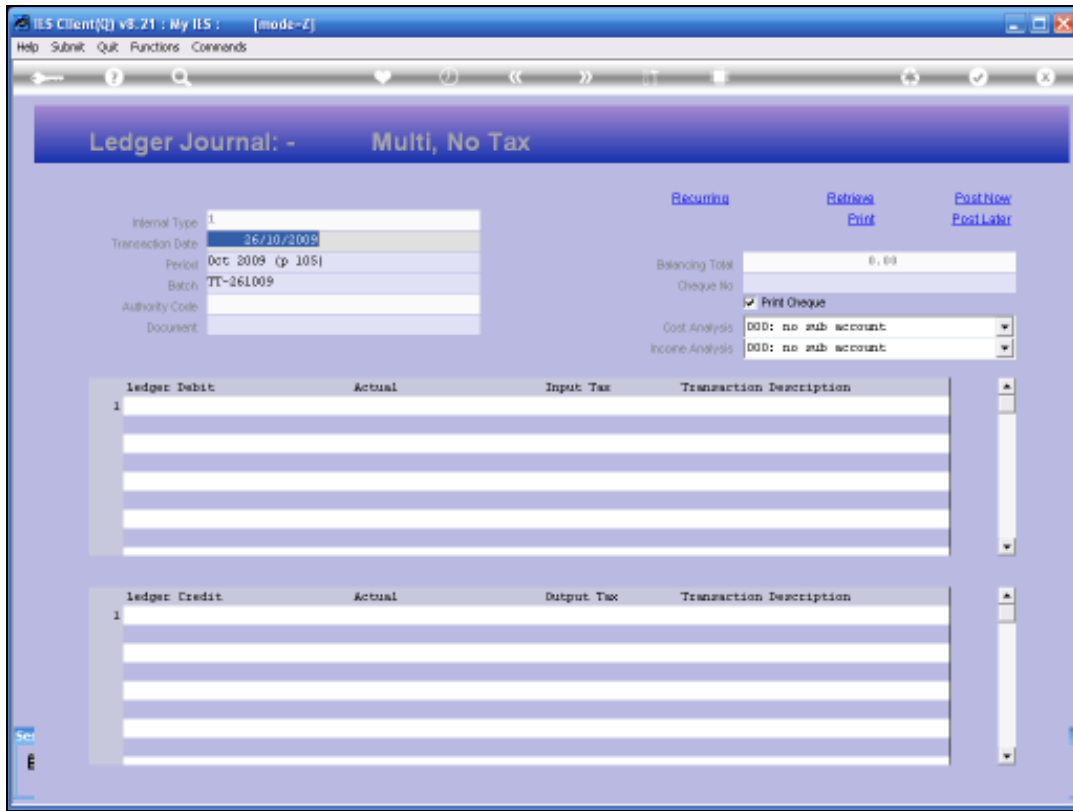 IES Client(Q) v8.21 : My IES : [mode-Z]
Help Submit Quit Functions Commands
Ledger Journal: - Multi, No Tax
Recurring Retrieve Post Now
Print Post Later
Internal Type 1
Transaction Date 26/10/2009
Period Oct 2009 (p 105)
Balancing Total 0.00
Batch TT-261009
Cheque No
Authority Code
Print Cheque
Document
Cost Analysis 000: no sub account
Income Analysis 000: no sub account
Ledger Debit Actual Input Tax Transaction Description
1
Ledger Credit Actual Output Tax Transaction Description
1
Ser